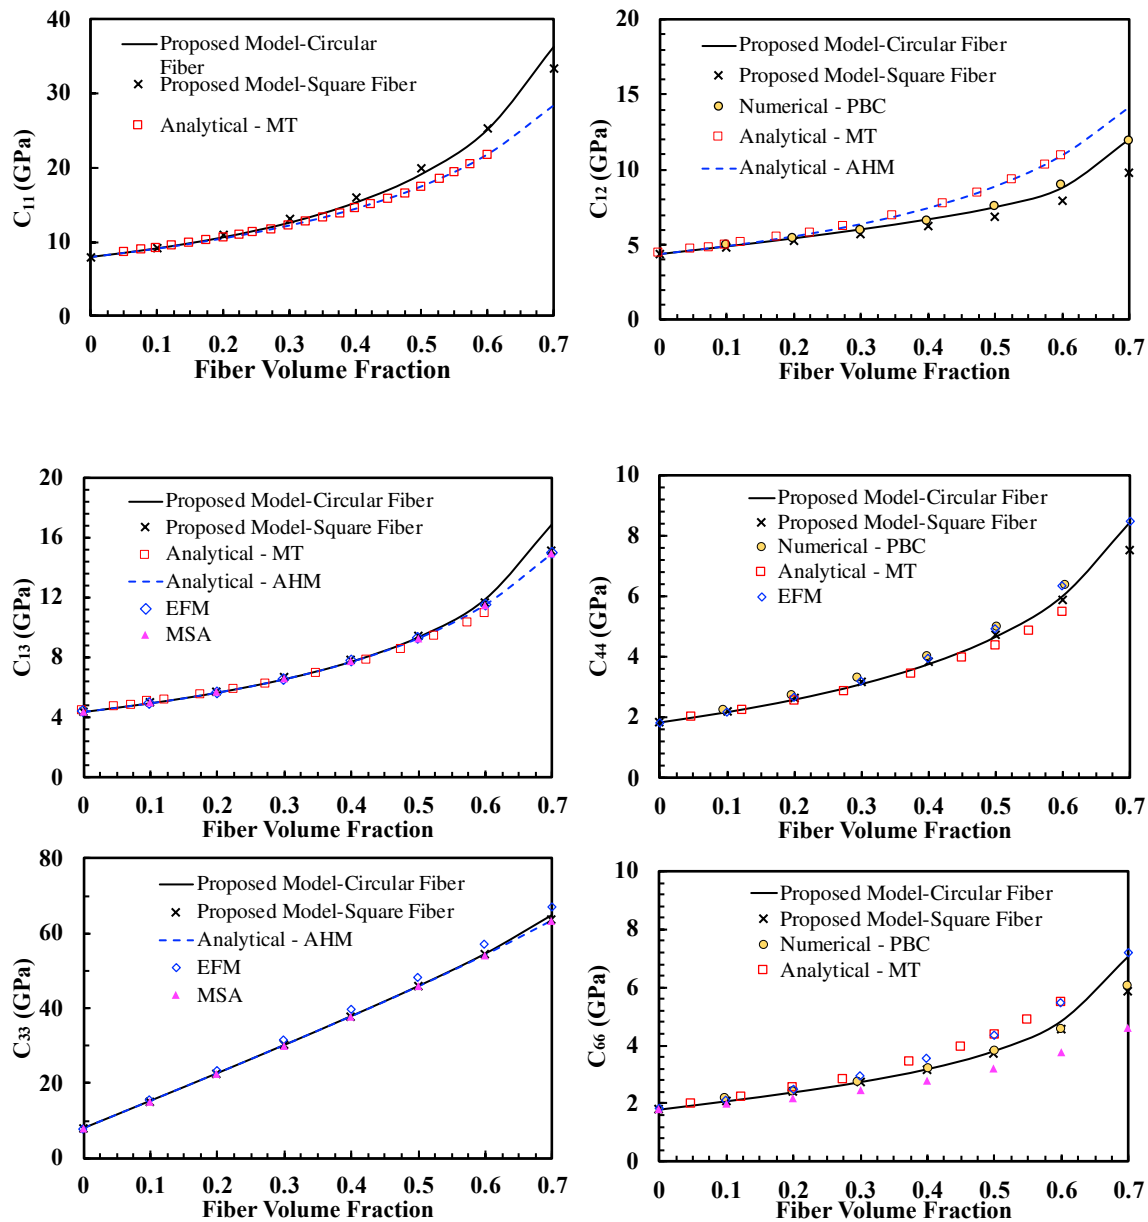 40
30
20
10
0
C11 (GPa)
Proposed Model-Circular
Fiber
Proposed Model-Square Fiber
Analytical - MT
0 0.1 0.2 0.3 0.4 0.5 0.6 0.7
Fiber Volume Fraction
20
15
10
5
0
C12 (GPa)
Proposed Model-Circular Fiber
Proposed Model-Square Fiber
Numerical - PBC
Analytical - MT
Analytical - AHM
0 0.1 0.2 0.3 0.4 0.5 0.6 0.7
Fiber Volume Fraction
20
16
12
8
4
0
C13 (GPa)
Proposed Model-Circular Fiber
Proposed Model-Square Fiber
Analytical - MT
Analytical - AHM
EFM
MSA
0 0.1 0.2 0.3 0.4 0.5 0.6 0.7
Fiber Volume Fraction
10
8
6
4
2
0
C44 (GPa)
Proposed Model-Circular Fiber
Proposed Model-Square Fiber
Numerical - PBC
Analytical - MT
EFM
0 0.1 0.2 0.3 0.4 0.5 0.6 0.7
Fiber Volume Fraction
80
60
40
20
0
C33 (GPa)
Proposed Model-Circular Fiber
Proposed Model-Square Fiber
Analytical - AHM
EFM
MSA
0 0.1 0.2 0.3 0.4 0.5 0.6 0.7
Fiber Volume Fraction
10
8
6
4
2
0
C66 (GPa)
Proposed Model-Circular Fiber
Proposed Model-Square Fiber
Numerical - PBC
Analytical - MT
0 0.1 0.2 0.3 0.4 0.5 0.6 0.7
Fiber Volume Fraction